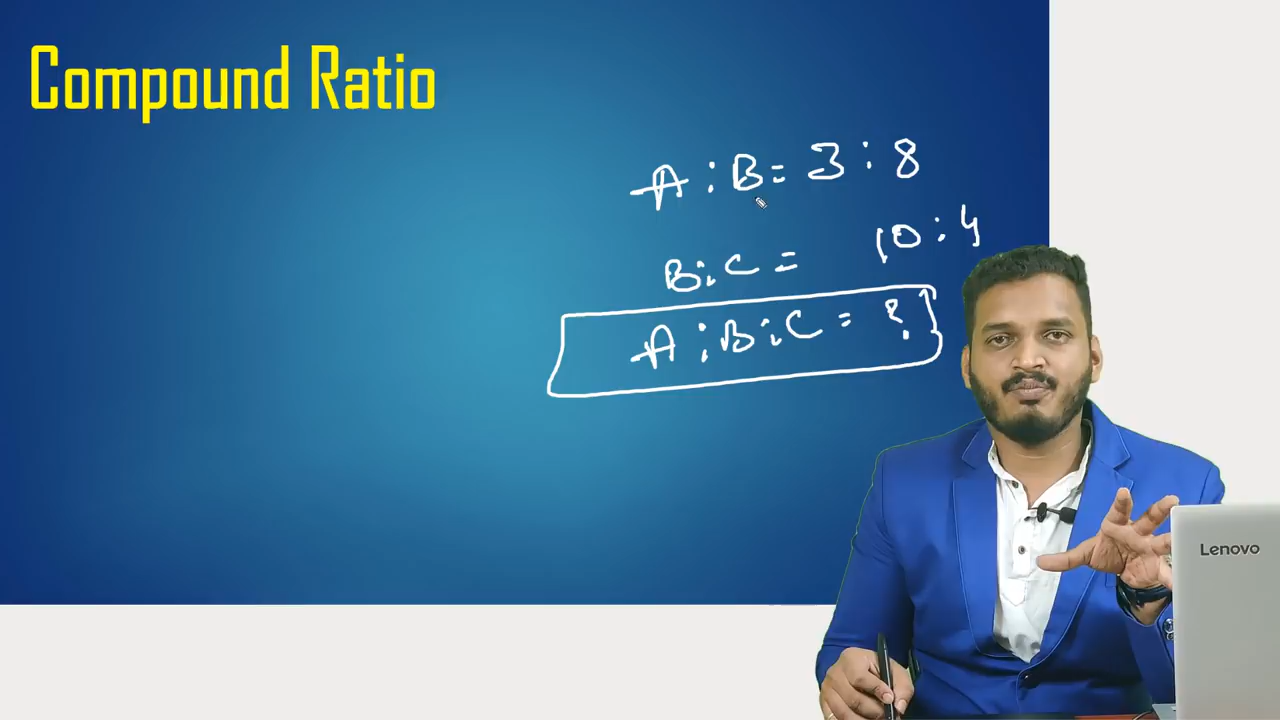 Compound Ratio
A : B = 3 : 8
B : C = 10 : 4
A : B : C = ?
Lenovo